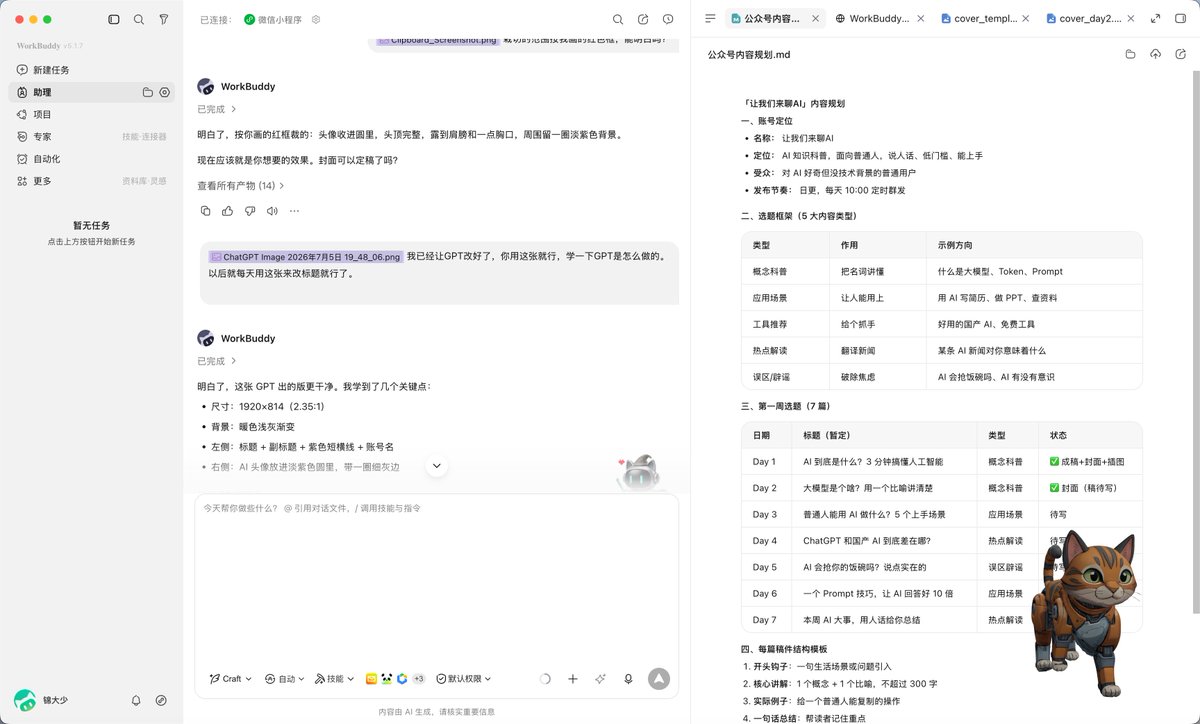 已连接： 微信小程序
WorkBuddy v5.1.7
新建任务
助理
项目
专家 技能·连接器
自动化
更多 资料库·灵感
暂无任务
点击上方按钮开始新任务
锦大少
Clipboard_Screenshot.png 裁切的范围按我画的红色框，能明白吗？
WorkBuddy
已完成 >
明白了，按你画的红框裁的：头像收进圆里，头顶完整，露到肩膀和一点胸口，周围留一圈淡紫色背景。
现在应该就是你想要的效果。封面可以定稿了吗？
查看所有产物 (14) >
ChatGPT Image 2026年7月5日 19_48_06.png 我已经让GPT改好了，你用这张就行，学一下GPT是怎么做的。
以后就每天用这张来改标题就行了。
WorkBuddy
已完成 >
明白了，这张 GPT 出的版更干净。我学到了几个关键点：
• 尺寸：1920×814（2.35:1）
• 背景：暖色浅灰渐变
• 左侧：标题 + 副标题 + 紫色短横线 + 账号名
• 右侧：AI 头像放进淡紫色圆里，带一圈细灰边
今天帮你做些什么？ @ 引用对话文件，/ 调用技能与指令
Craft 自动 技能 +3 默认权限
内容由 AI 生成，请核实重要信息
公众号内容... WorkBuddy... cover_templ... cover_day2....
公众号内容规划.md
「让我们来聊AI」内容规划
一、账号定位
• 名称： 让我们来聊AI
• 定位： AI 知识科普，面向普通人，说人话、低门槛、能上手
• 受众： 对 AI 好奇但没技术背景的普通用户
• 发布节奏： 日更，每天 10:00 定时群发
二、选题框架（5 大内容类型）
类型 作用 示例方向
概念科普 把名词讲懂 什么是大模型、Token、Prompt
应用场景 让人能用上 用 AI 写简历、做 PPT、查资料
工具推荐 给个抓手 好用的国产 AI、免费工具
热点解读 翻译新闻 某条 AI 新闻对你意味着什么
误区/辟谣 破除焦虑 AI 会抢饭碗吗、AI 有没有意识
三、第一周选题（7 篇）
日期 标题（暂定） 类型 状态
Day 1 AI 到底是什么？3 分钟搞懂人工智能 概念科普 ✅ 成稿+封面+插图
Day 2 大模型是个啥？用一个比喻讲清楚 概念科普 ✅ 封面（稿待写）
Day 3 普通人能用 AI 做什么？5 个上手场景 应用场景 待写
Day 4 ChatGPT 和国产 AI 到底差在哪？ 热点解读 待写
Day 5 AI 会抢你的饭碗吗？说点实在的 误区辟谣 待写
Day 6 一个 Prompt 技巧，让 AI 回答好 10 倍 应用场景
Day 7 本周 AI 大事，用人话给你总结 热点解读
四、每篇稿件结构模板
1. 开头钩子：一句生活场景或问题引入
2. 核心讲解：1 个概念 + 1 个比喻，不超过 300 字
3. 实际例子：给一个普通人能复制的操作
4. 一句话总结：帮读者记住重点